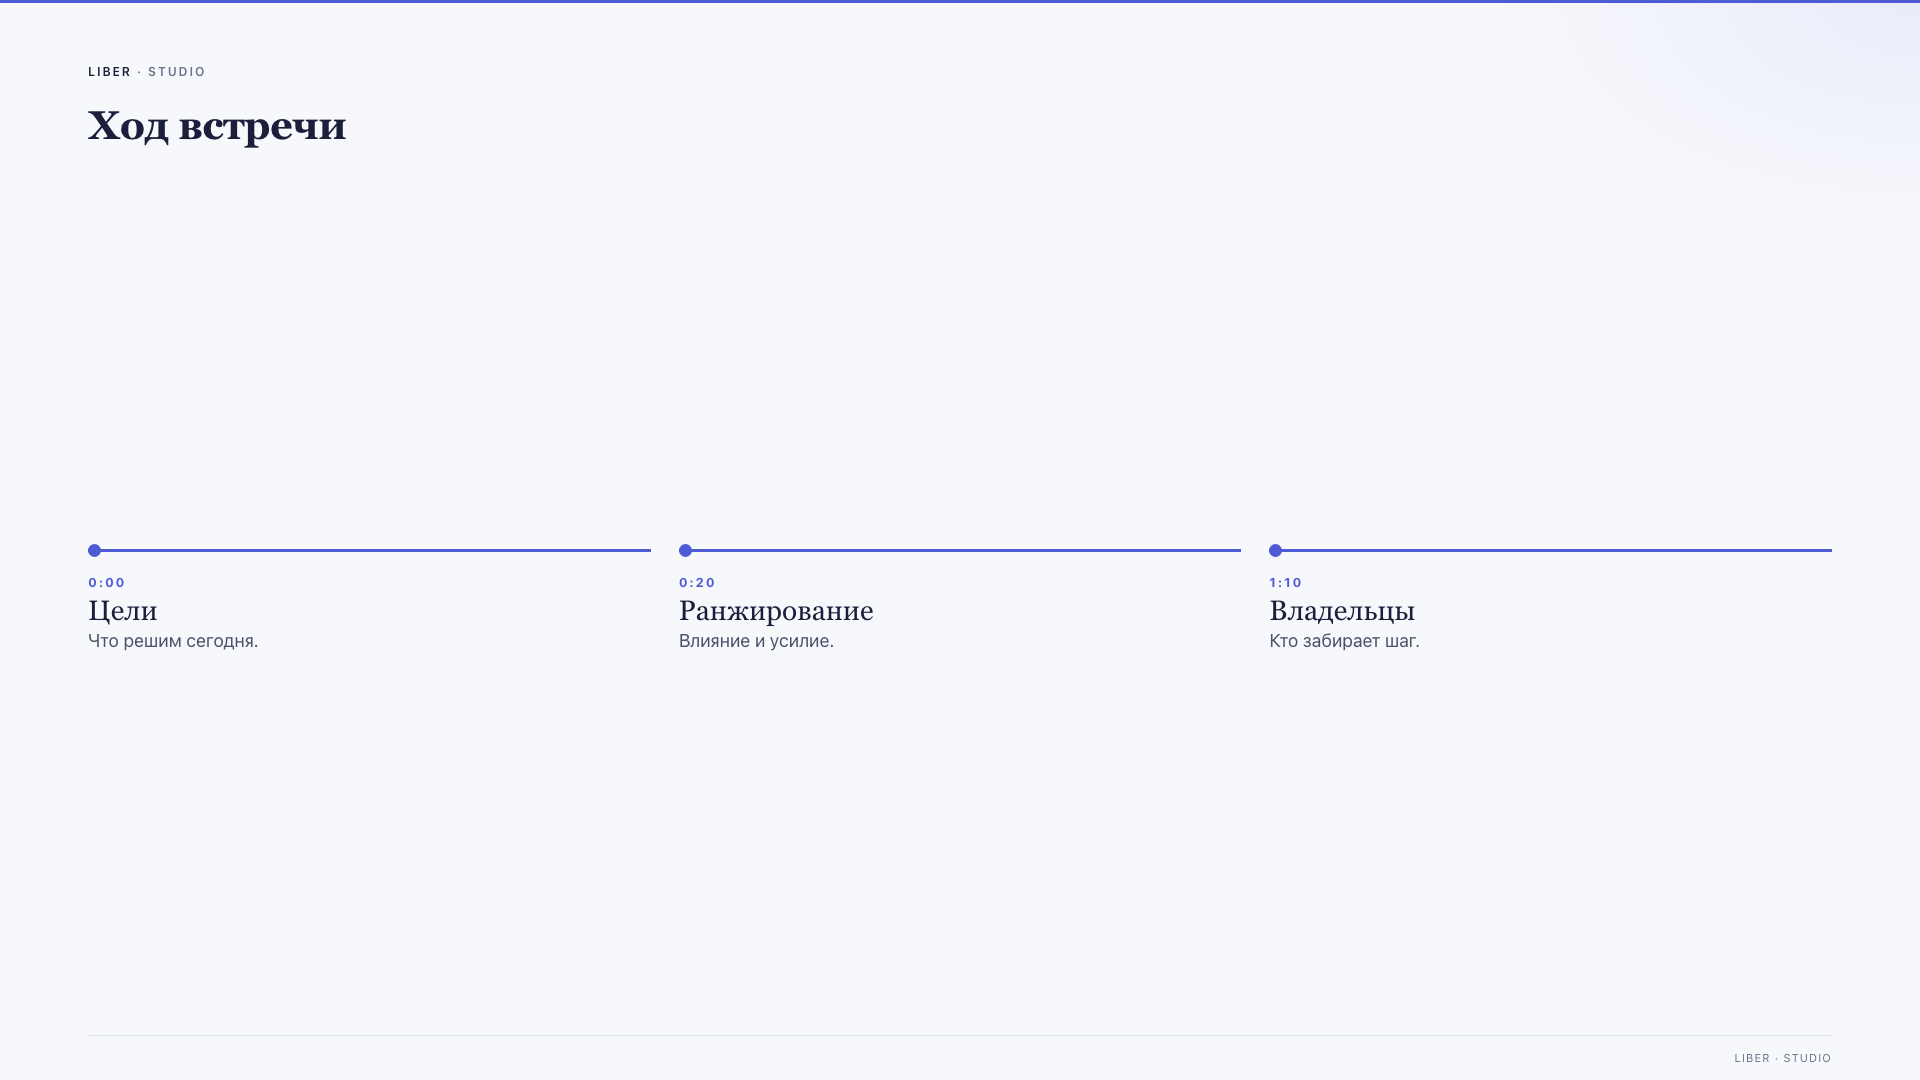 LIBER · STUDIO
Ход встречи
0:00
Цели
Что решим сегодня.
0:20
Ранжирование
Влияние и усилие.
1:10
Владельцы
Кто забирает шаг.
LIBER · STUDIO